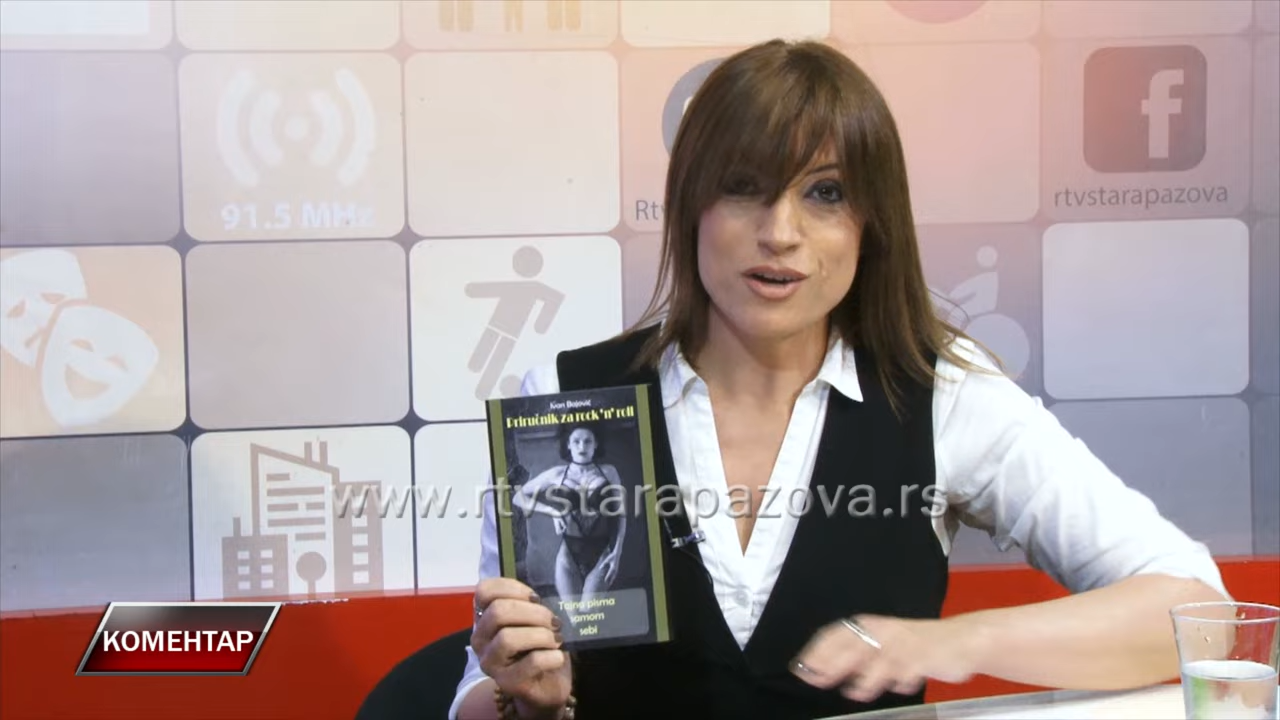 91.5 MHz
Rtv
f
rtvstarapazova
Ivan Bojović
Priručnik za rock'n'roll
www.rtvstarapazova.rs
Tajna pisma
samom
sebi
КОМЕНТАР